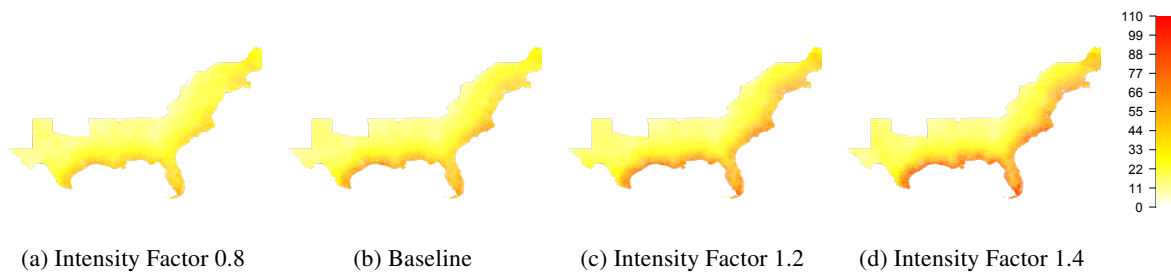 110
99
88
77
66
55
44
33
22
11
0
(a) Intensity Factor 0.8
(b) Baseline
(c) Intensity Factor 1.2
(d) Intensity Factor 1.4